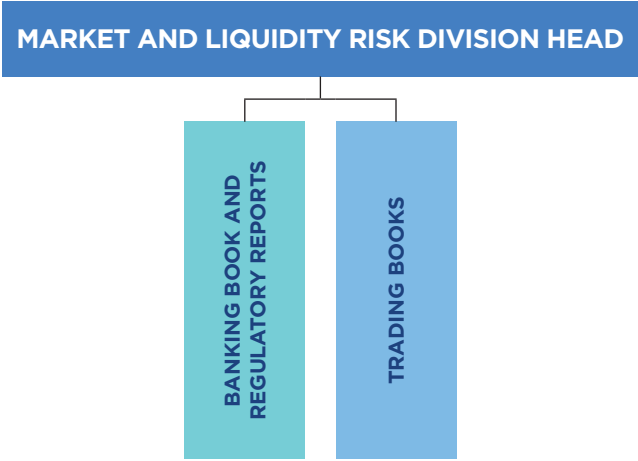 MARKET AND LIQUIDITY RISK DIVISION HEAD
BANKING BOOK AND
REGULATORY REPORTS
TRADING BOOKS